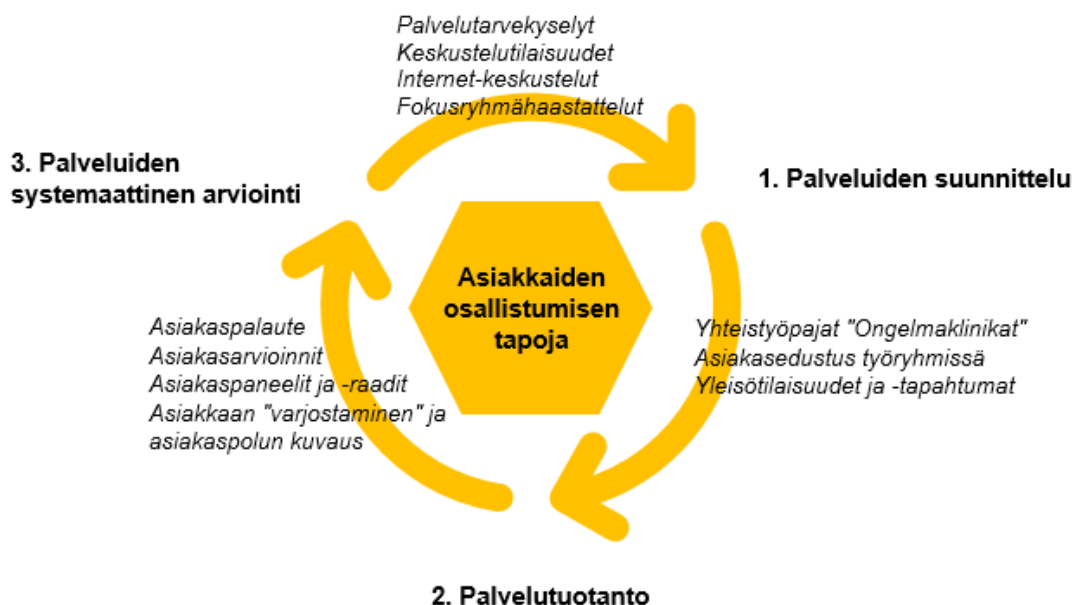 Palvelutarvekyselyt
Keskustelutilaisuudet
Internet-keskustelut
Fokusryhmähaastattelut
3. Palveluiden
systemaattinen arviointi
1. Palveluiden suunnittelu
Asiakkaiden
osallistumisen
tapoja
Yhteistyöpajat "Ongelmaklinikat"
Asiakasedustus työryhmissä
Yleisötilaisuudet ja -tapahtumat
Asiakaspalaute
Asiakasarvioinnit
Asiakaspaneelit ja -raadit
Asiakkaan "varjostaminen" ja
asiakaspolun kuvaus
2. Palvelutuotanto